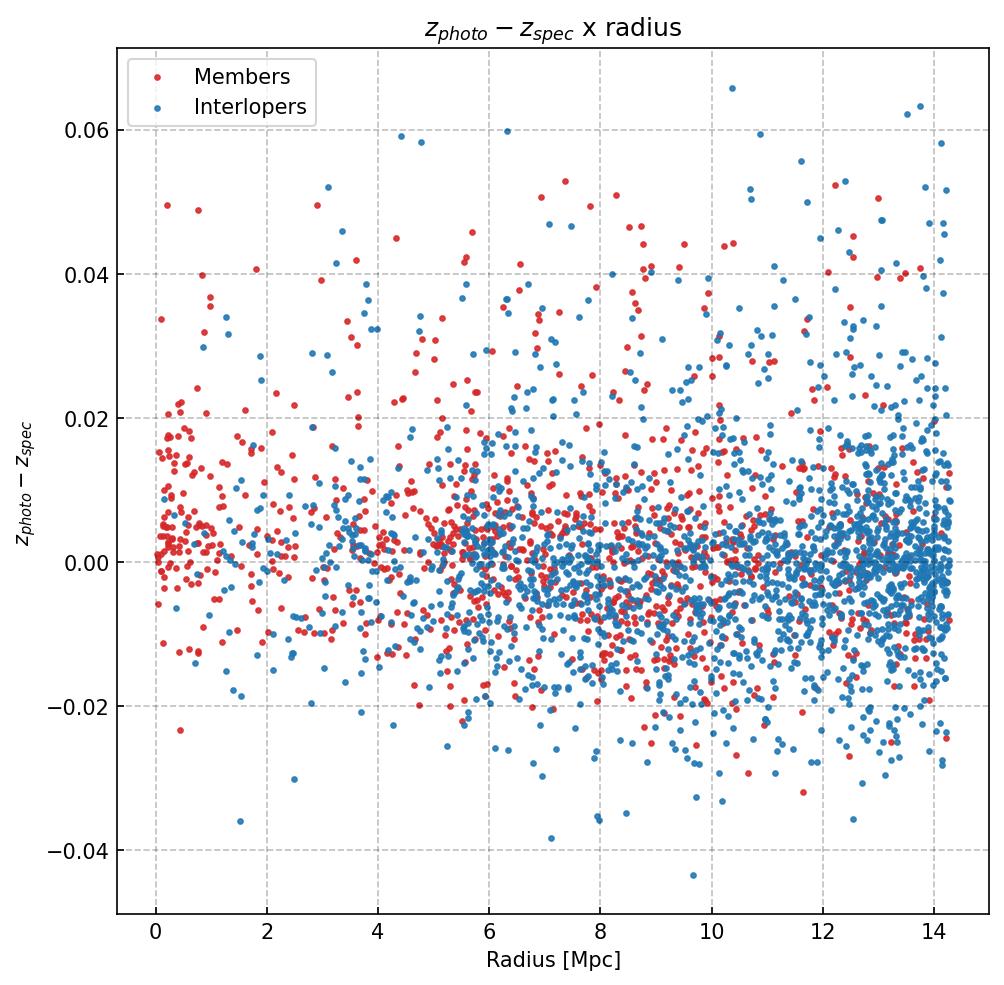 z_photo − z_spec x radius
Members
Interlopers
0.06
0.04
0.02
0.00
−0.02
−0.04
z_photo − z_spec
0 2 4 6 8 10 12 14
Radius [Mpc]